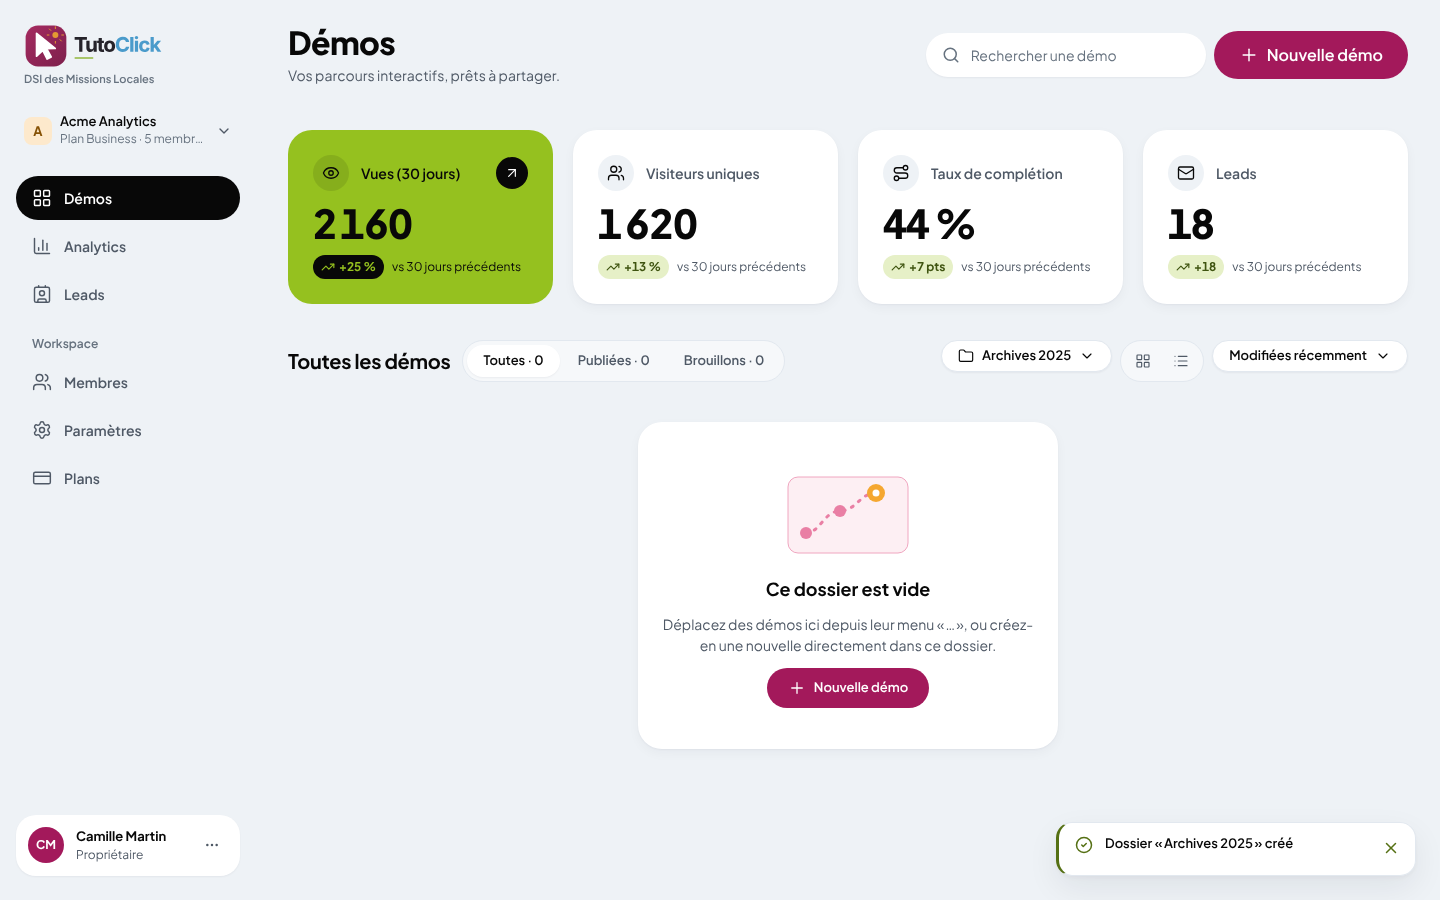 TutoClick
DSI des Missions Locales
A
Acme Analytics
Plan Business · 5 membr...
Démos
Analytics
Leads
Workspace
Membres
Paramètres
Plans
CM
Camille Martin
Propriétaire
Démos
Vos parcours interactifs, prêts à partager.
Rechercher une démo
Nouvelle démo
Vues (30 jours)
2 160
+25 % vs 30 jours précédents
Visiteurs uniques
1 620
+13 % vs 30 jours précédents
Taux de complétion
44 %
+7 pts vs 30 jours précédents
Leads
18
+18 vs 30 jours précédents
Toutes les démos
Toutes · 0
Publiées · 0
Brouillons · 0
Archives 2025
Modifiées récemment
Ce dossier est vide
Déplacez des démos ici depuis leur menu « ... », ou créez-
en une nouvelle directement dans ce dossier.
Nouvelle démo
Dossier « Archives 2025 » créé